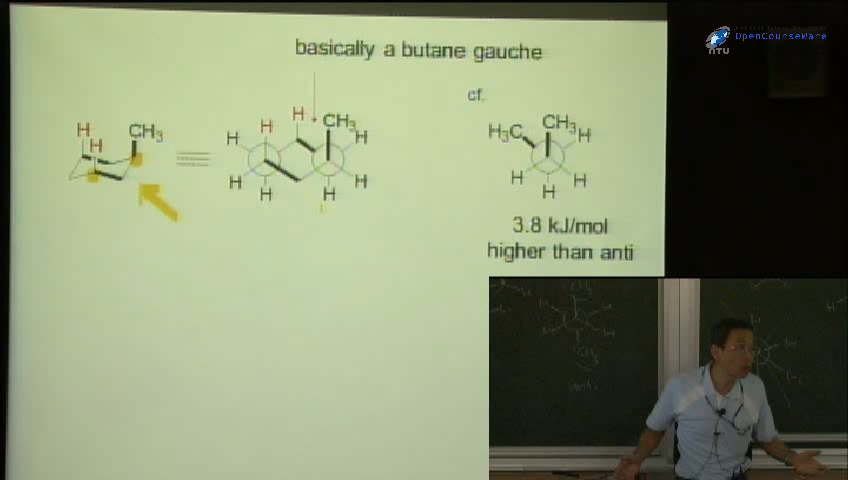 basically a butane gauche
cf.
H
H
CH3
H
H
H
CH3
H
H
H
H
H
H3C
CH3
H
H
H
H
3.8 kJ/mol
higher than anti
NTU
OpenCourseWare